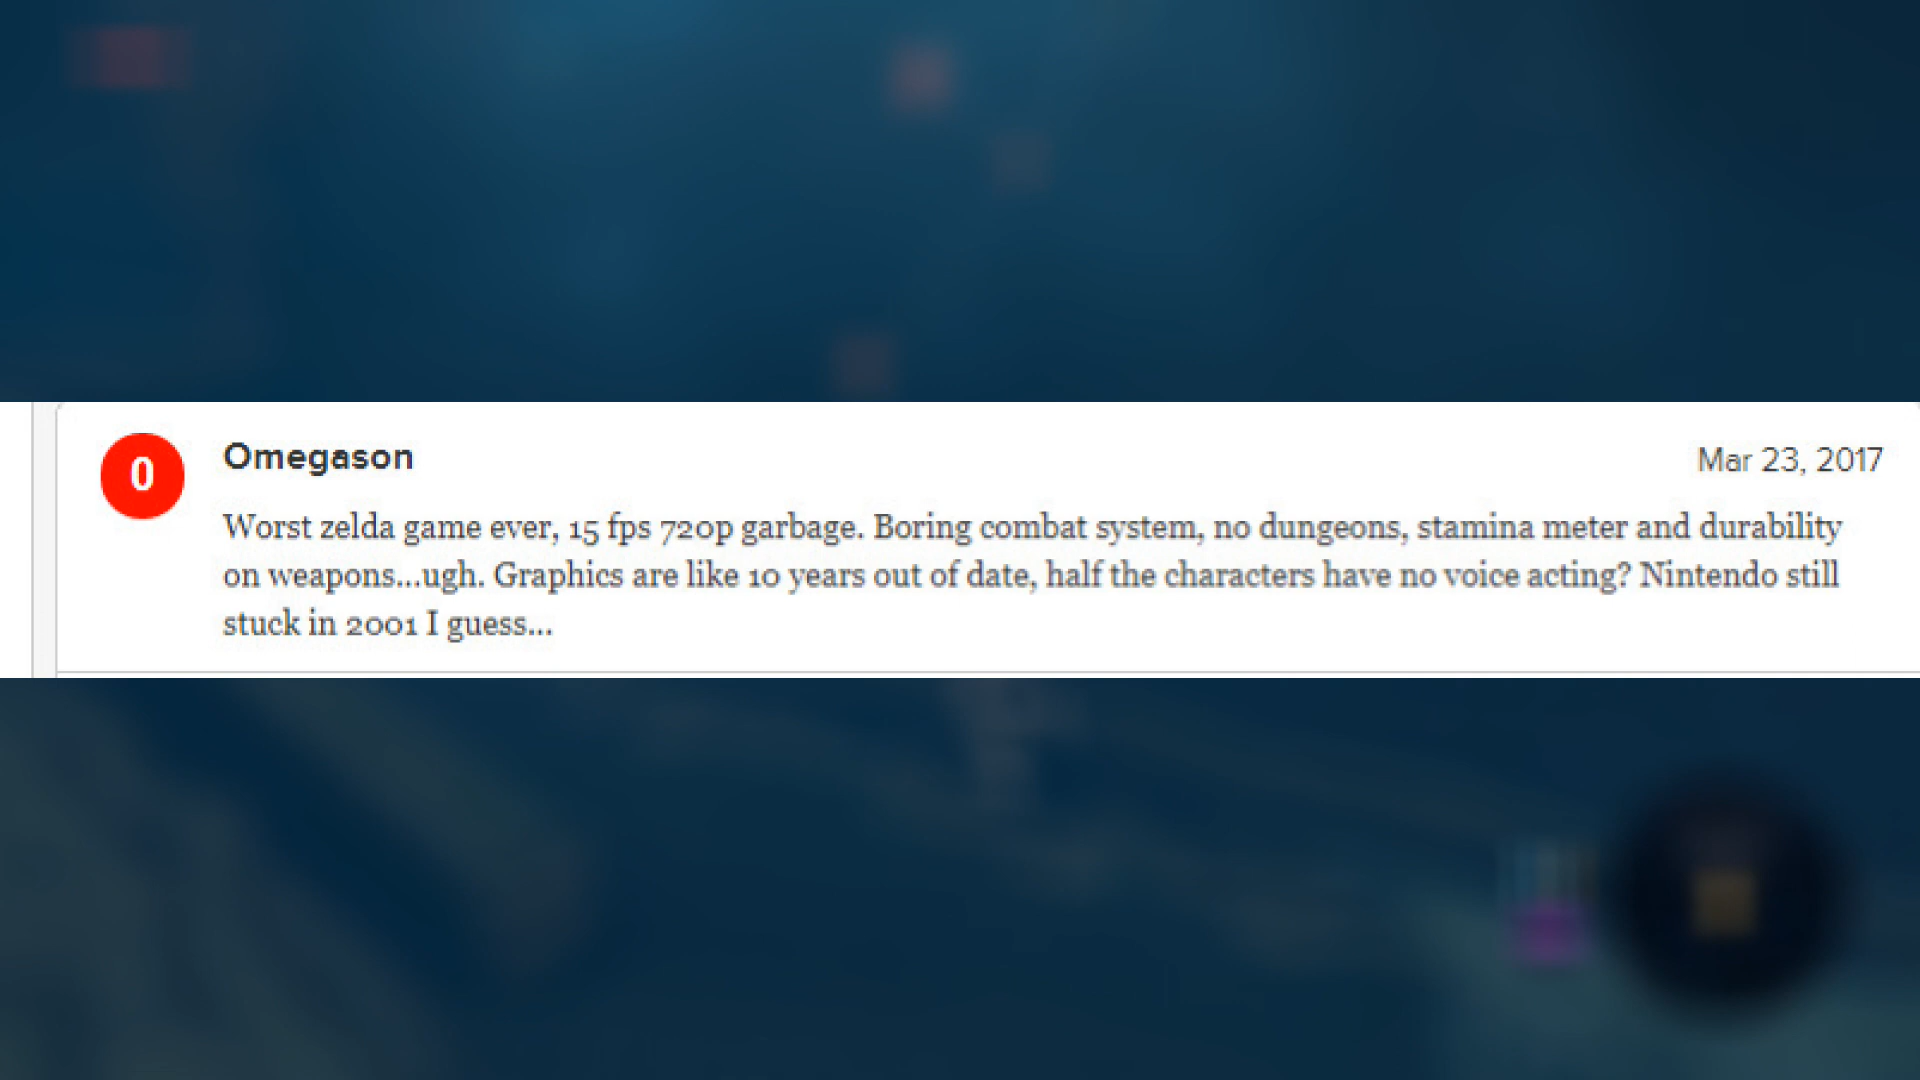 0
Omegason
Mar 23, 2017
Worst zelda game ever, 15 fps 720p garbage. Boring combat system, no dungeons, stamina meter and durability
on weapons...ugh. Graphics are like 10 years out of date, half the characters have no voice acting? Nintendo still
stuck in 2001 I guess...